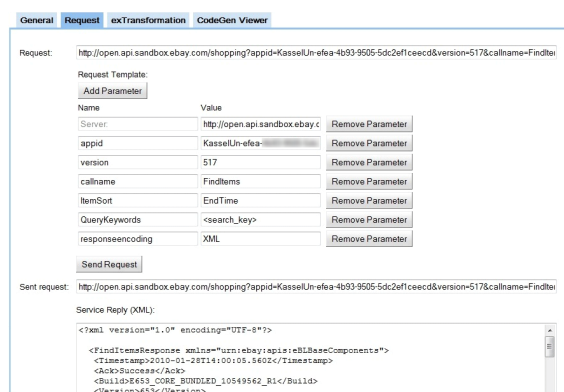 General Request exTransformation CodeGen Viewer
Request: http://open.api.sandbox.ebay.com/shopping?appid=KasselUn-efea-4b93-9505-5dc2ef1ceecd&version=517&callname=FindIte
Request Template:
Add Parameter
Name Value
Server: http://open.api.sandbox.ebay.c Remove Parameter
appid KasselUn-efea- Remove Parameter
version 517 Remove Parameter
callname FindItems Remove Parameter
ItemSort EndTime Remove Parameter
QueryKeywords <search_key> Remove Parameter
responseencoding XML Remove Parameter
Send Request
Sent request: http://open.api.sandbox.ebay.com/shopping?appid=KasselUn-efea-4b93-9505-5dc2ef1ceecd&version=517&callname=FindIte
Service Reply (XML):
<?xml version="1.0" encoding="UTF-8"?>
<FindItemsResponse xmlns="urn:ebay:apis:eBLBaseComponents">
<Timestamp>2010-01-28T14:00:05.560Z</Timestamp>
<Ack>Success</Ack>
<Build>E653_CORE_BUNDLED_10549562_R1</Build>
<Version>653</Version>